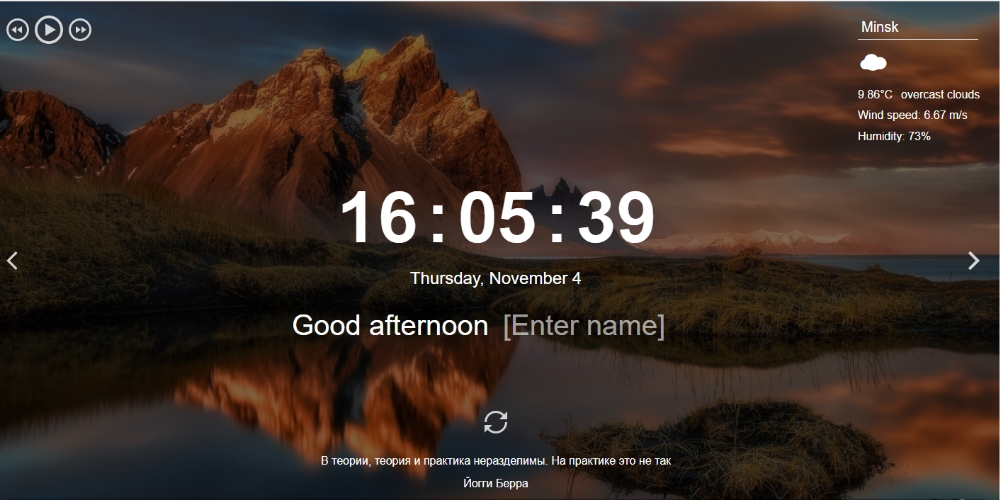 Minsk
9.86°C overcast clouds
Wind speed: 6.67 m/s
Humidity: 73%
16:05:39
Thursday, November 4
Good afternoon [Enter name]
В теории, теория и практика неразделимы. На практике это не так
Йогги Берра